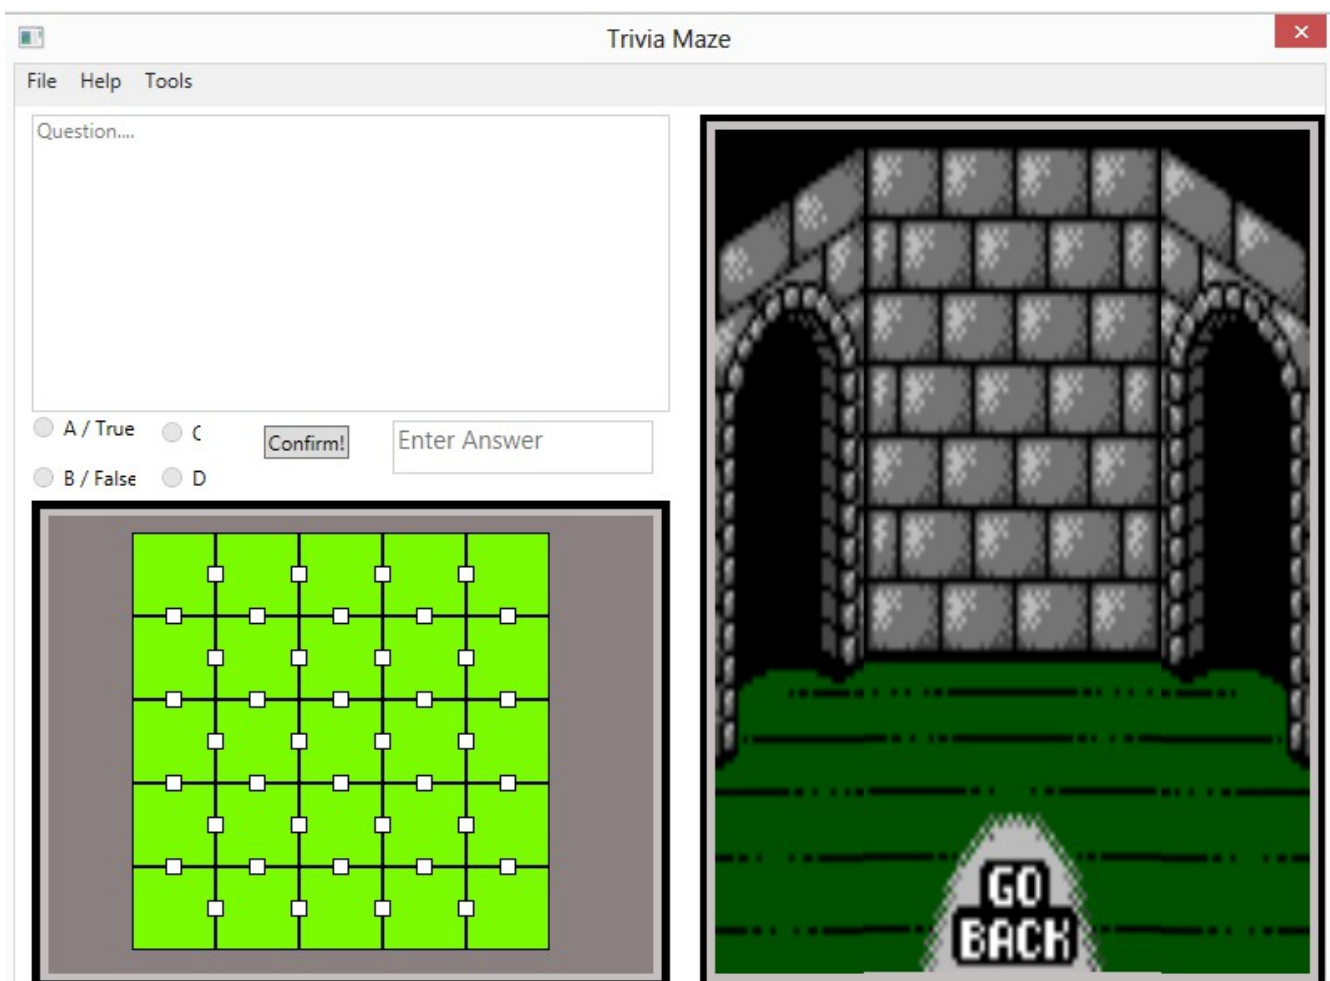 Trivia Maze
File Help Tools
Question....
A / True
C
Confirm!
Enter Answer
B / False
D
GO
BACK